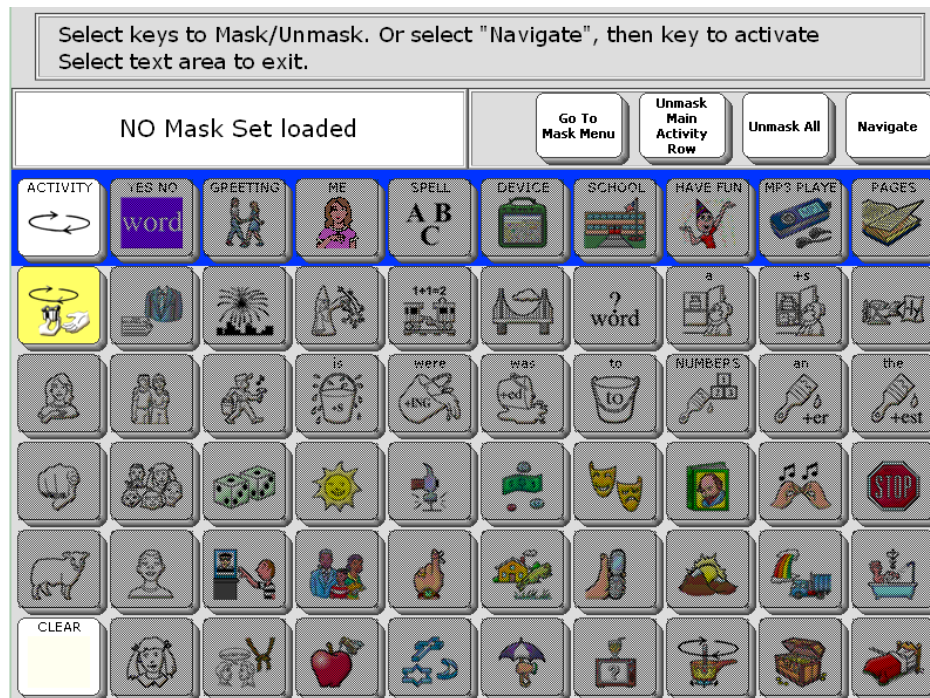 Select keys to Mask/Unmask. Or select "Navigate", then key to activate
Select text area to exit.
NO Mask Set loaded
Go To
Mask Menu
Unmask
Main
Activity
Row
Unmask All
Navigate
ACTIVITY
YES NO
word
GREETING
ME
SPELL
A B
C
DEVICE
SCHOOL
HAVE FUN
MP3 PLAYE
PAGES
1+1=2
?
word
a
+s
is
+s
were
+ING
was
+ed
to
to
NUMBERS
1
2 3
an
+er
the
+est
STOP
CLEAR
?